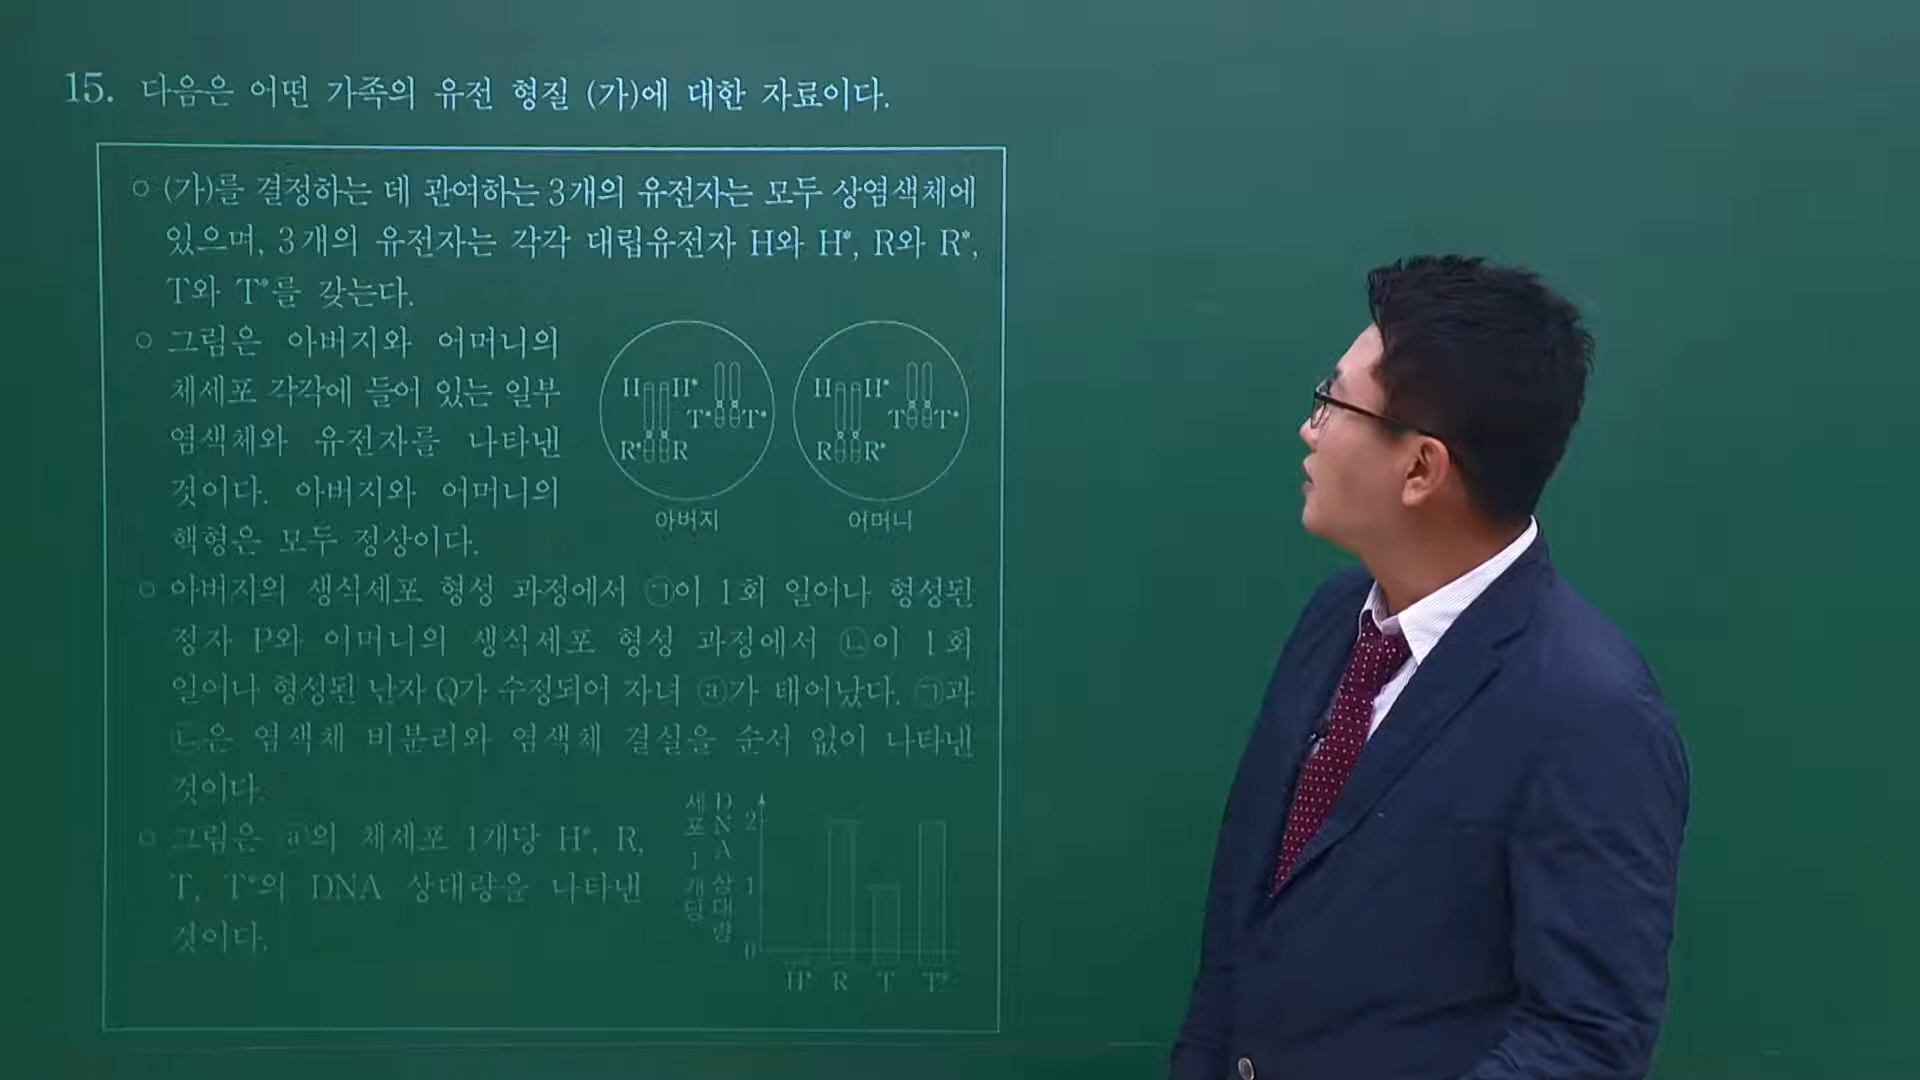 15. 다음은 어떤 가족의 유전 형질 (가)에 대한 자료이다.
○ (가)를 결정하는 데 관여하는 3개의 유전자는 모두 상염색체에
있으며, 3개의 유전자는 각각 대립유전자 H와 H*, R와 R*,
T와 T*를 갖는다.
○ 그림은 아버지와 어머니의
체세포 각각에 들어 있는 일부
염색체와 유전자를 나타낸
것이다. 아버지와 어머니의
핵형은 모두 정상이다.
H H*
T* T*
R* R
아버지
H H*
T T*
R R*
어머니
○ 아버지의 생식세포 형성 과정에서 ㉠이 1회 일어나 형성된
정자 P와 어머니의 생식세포 형성 과정에서 ㉡이 1회
일어나 형성된 난자 Q가 수정되어 자녀 ⓐ가 태어났다. ㉠과
㉡은 염색체 비분리와 염색체 결실을 순서 없이 나타낸
것이다.
○ 그림은 ⓐ의 체세포 1개당 H*, R,
T, T*의 DNA 상대량을 나타낸
것이다.
세포 1개당
DNA 상대량
2
1
0
H* R T T*